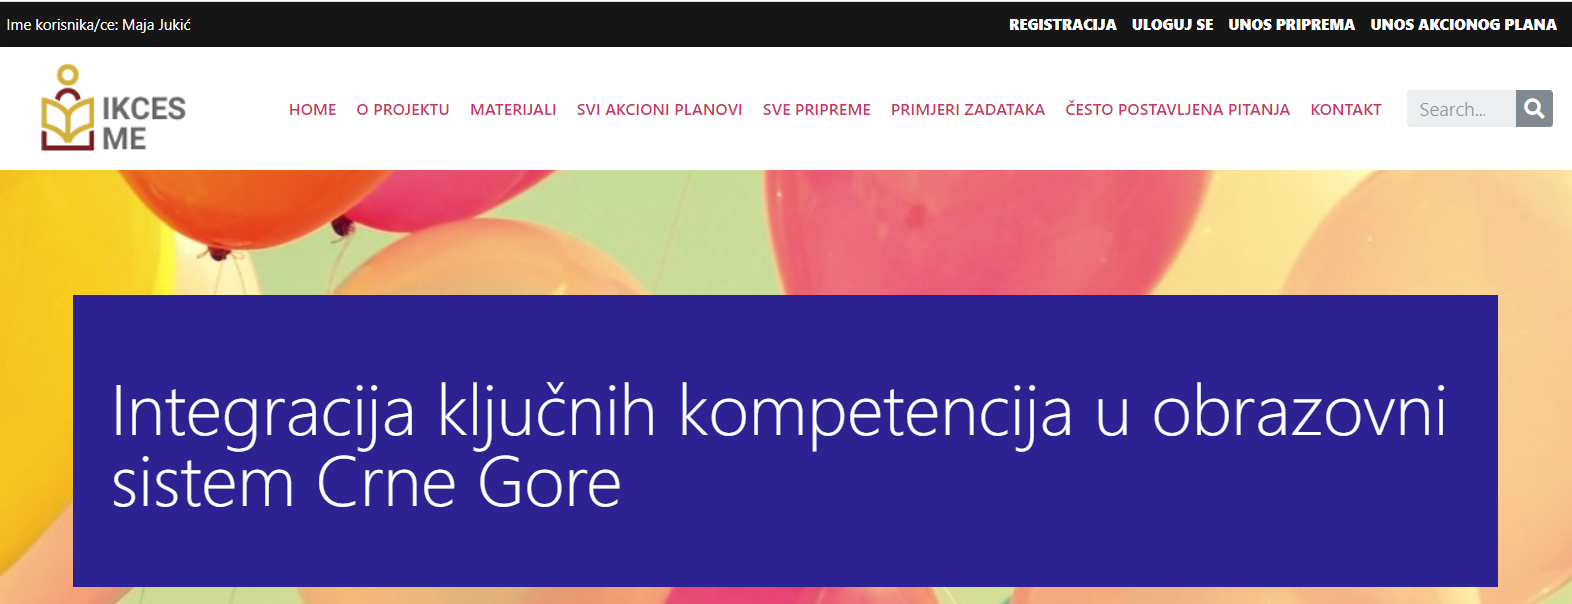 Ime korisnika/ce: Maja Jukić
REGISTRACIJA ULOGUJ SE UNOS PRIPREMA UNOS AKCIONOG PLANA
IKCES
ME
HOME O PROJEKTU MATERIJALI SVI AKCIONI PLANOVI SVE PRIPREME PRIMJERI ZADATAKA ČESTO POSTAVLJENA PITANJA KONTAKT
Search...
Integracija ključnih kompetencija u obrazovni
sistem Crne Gore